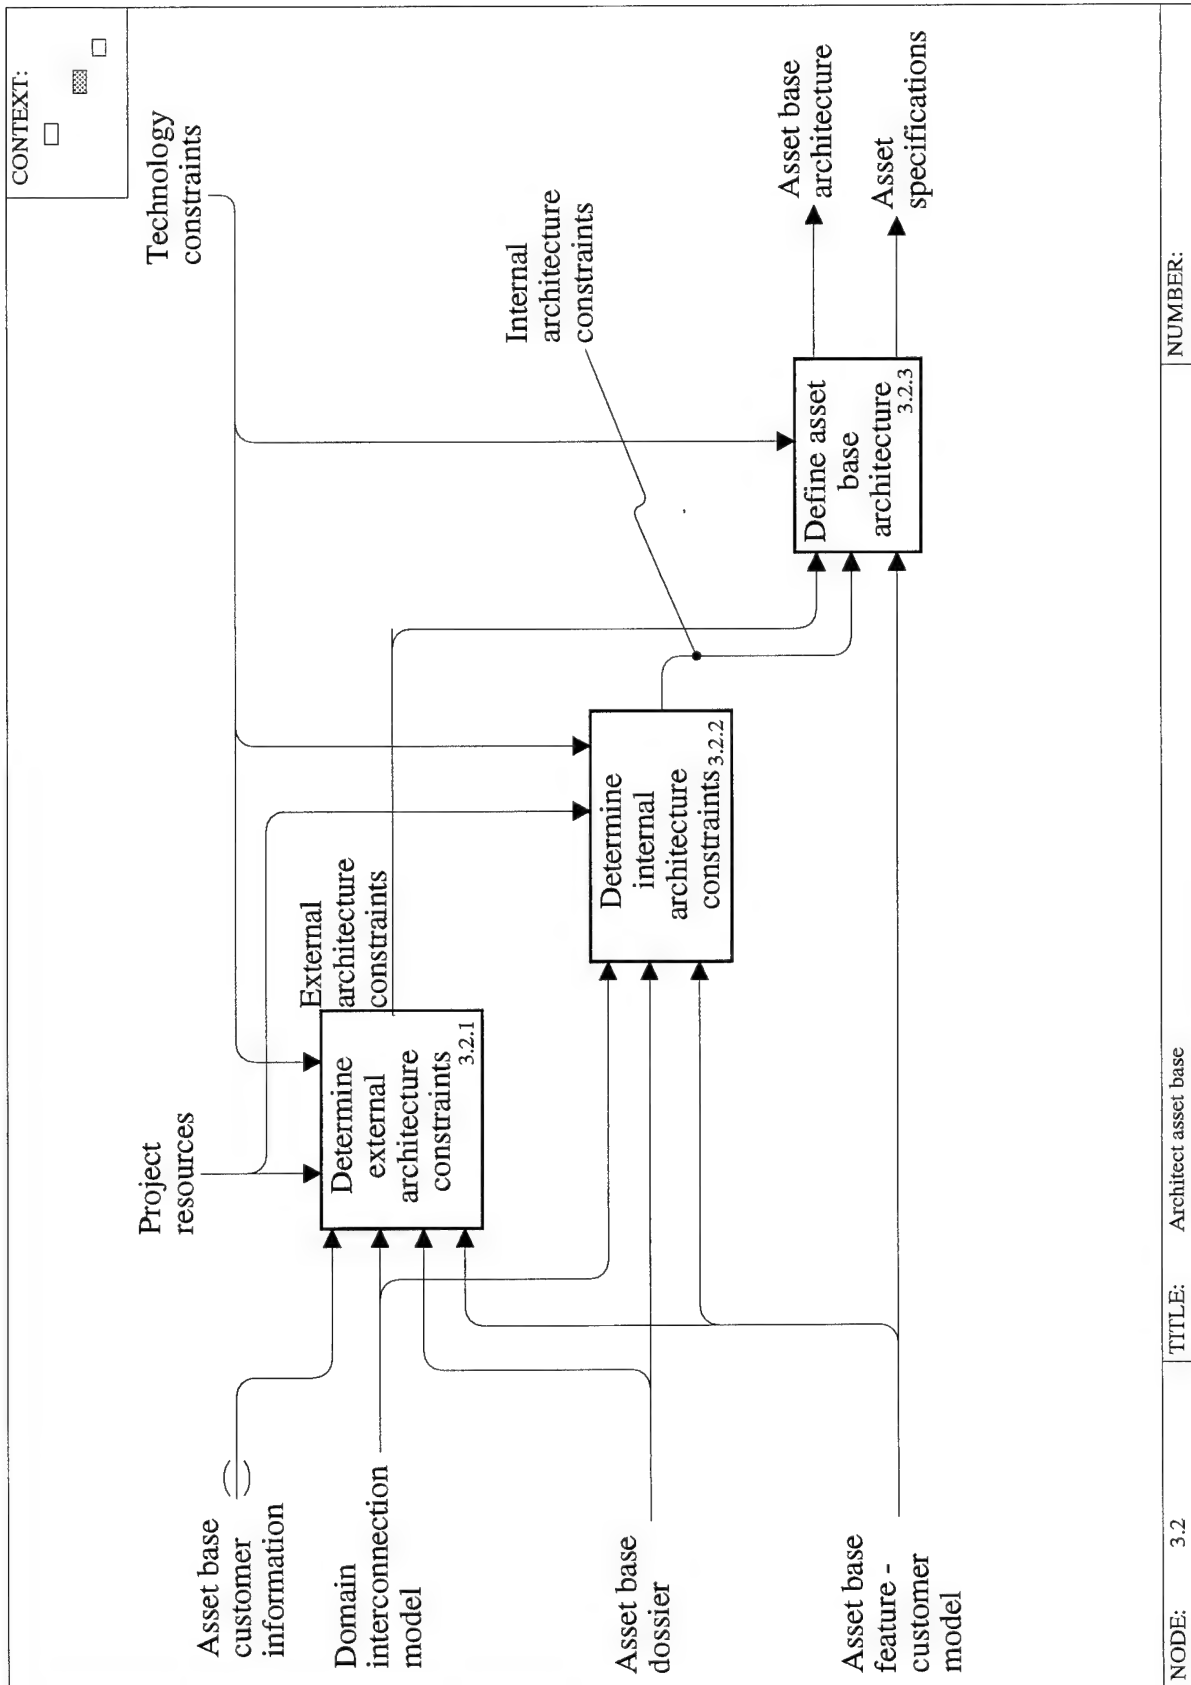 CONTEXT:
Technology
constraints
Project
resources
Asset base
customer
information
Domain
interconnection
model
Asset base
dossier
Asset base
feature -
customer
model
External
architecture
constraints
Determine
external
architecture
constraints
3.2.1
Determine
internal
architecture
constraints
3.2.2
Internal
architecture
constraints
Define asset
base
architecture
3.2.3
Asset base
architecture
Asset
specifications
NODE: 3.2
TITLE: Architect asset base
NUMBER: